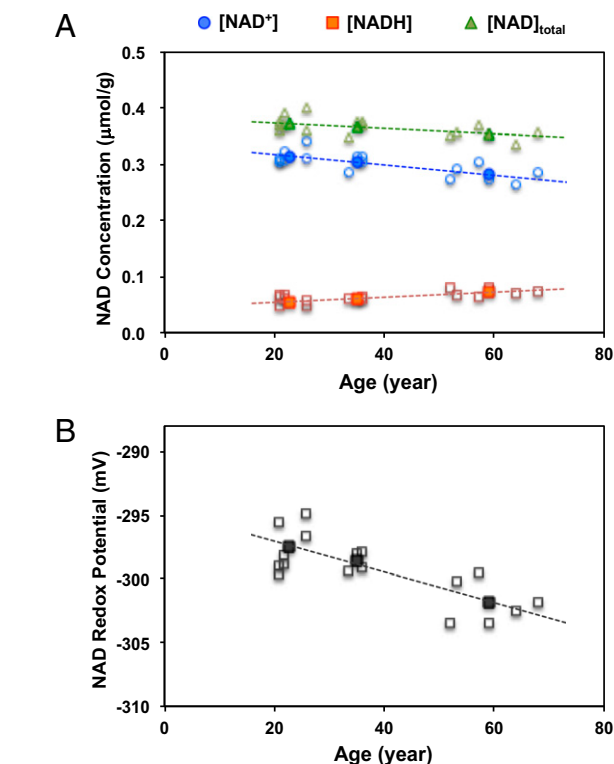 A
[NAD⁺] [NADH] [NAD]total
NAD Concentration (µmol/g)
0.5
0.4
0.3
0.2
0.1
0.0
0 20 40 60 80
Age (year)
B
NAD Redox Potential (mV)
-290
-295
-300
-305
-310
0 20 40 60 80
Age (year)